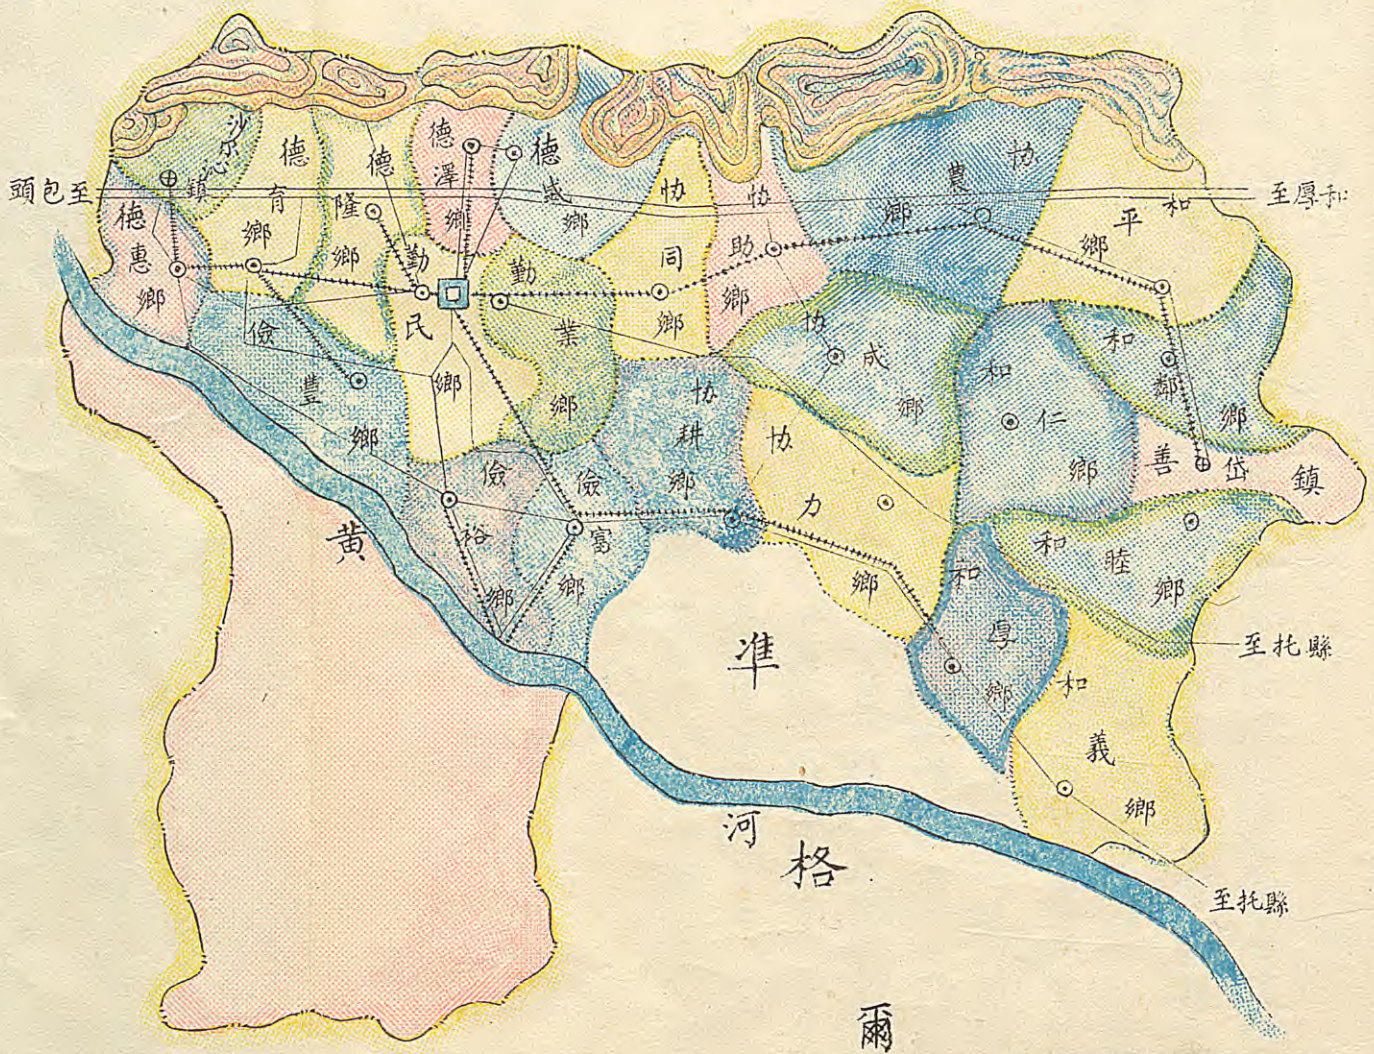 頭包至
至厚和
沙尔沁鎮
德惠鄉
德育鄉
德隆鄉
德澤鄉
德威鄉
協同鄉
協助鄉
協農鄉
和平鄉
勤民鄉
勤業鄉
儉豐鄉
協成鄉
和仁鄉
和鄰鄉
協耕鄉
協力鄉
善岱鎮
儉裕鄉
儉富鄉
和厚鄉
和睦鄉
和義鄉
至托縣
至托縣
黃河
准格爾